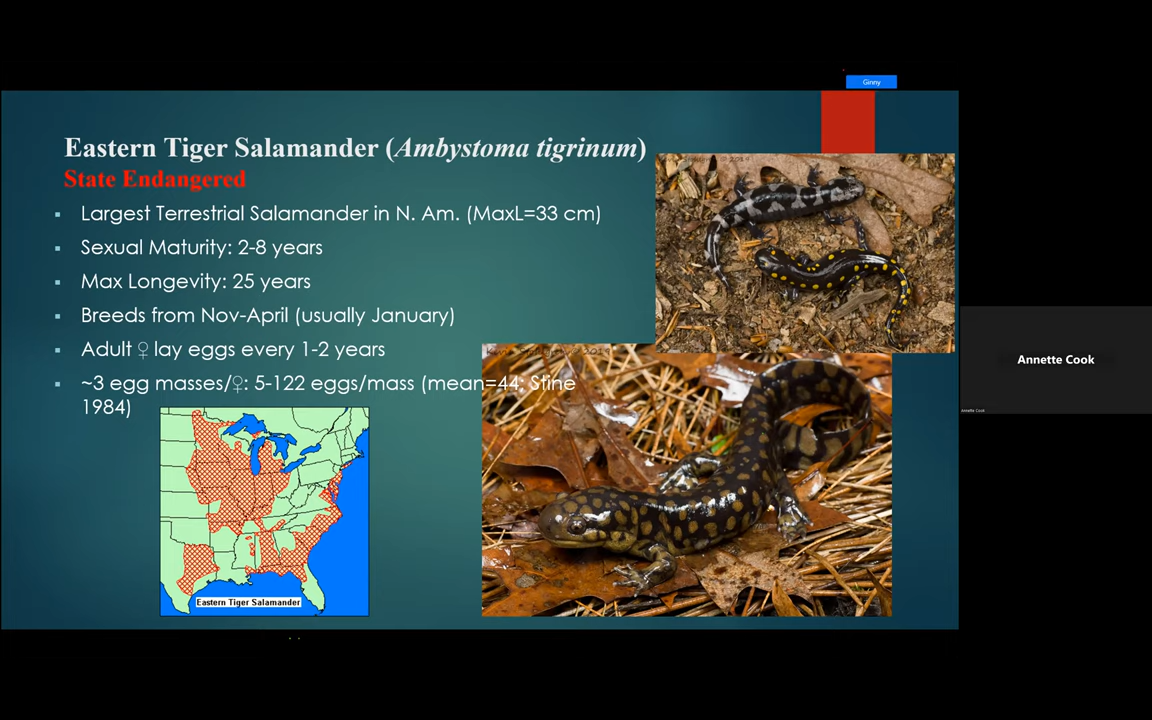 Ginny
Eastern Tiger Salamander (Ambystoma tigrinum)
State Endangered
▪ Largest Terrestrial Salamander in N. Am. (MaxL=33 cm)
▪ Sexual Maturity: 2-8 years
▪ Max Longevity: 25 years
▪ Breeds from Nov-April (usually January)
▪ Adult ♀ lay eggs every 1-2 years
▪ ~3 egg masses/♀: 5-122 eggs/mass (mean=44; Stine
1984)
Eastern Tiger Salamander
Annette Cook
Annette Cook